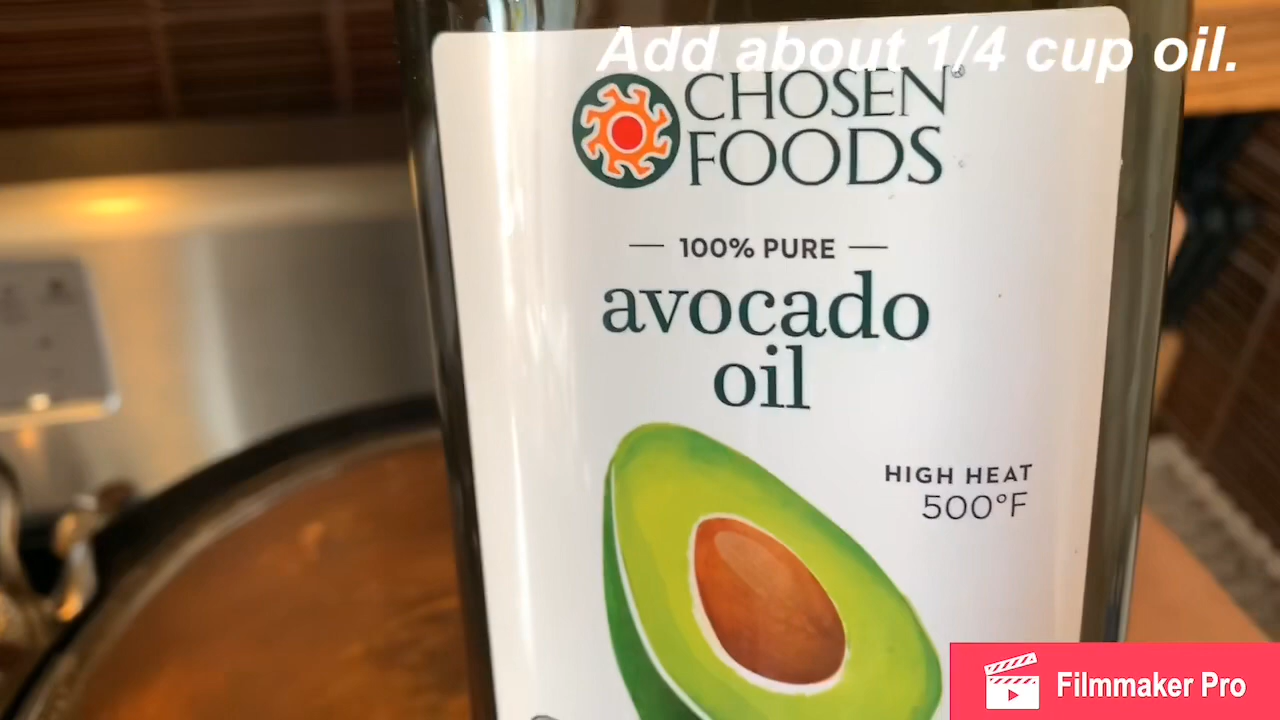 Add about 1/4 cup oil.
CHOSEN®
FOODS
100% PURE
avocado
oil
HIGH HEAT
500°F
Filmmaker Pro